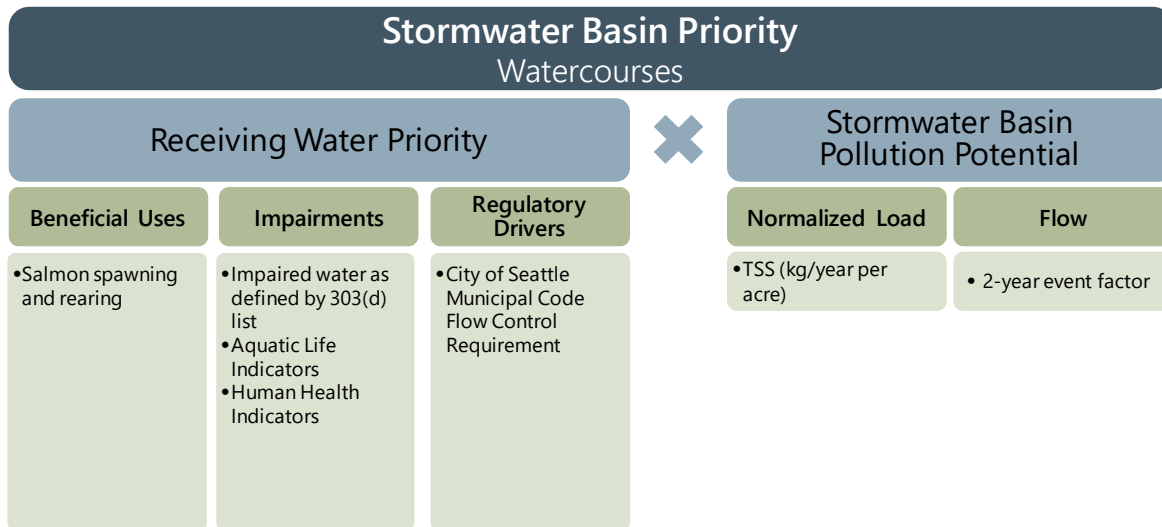 Stormwater Basin Priority
Watercourses
Receiving Water Priority
Stormwater Basin
Pollution Potential
Beneficial Uses
Impairments
Regulatory
Drivers
Normalized Load
Flow
•Salmon spawning
and rearing
•Impaired water as
defined by 303(d)
list
•Aquatic Life
Indicators
•Human Health
Indicators
•City of Seattle
Municipal Code
Flow Control
Requirement
•TSS (kg/year per
acre)
• 2-year event factor